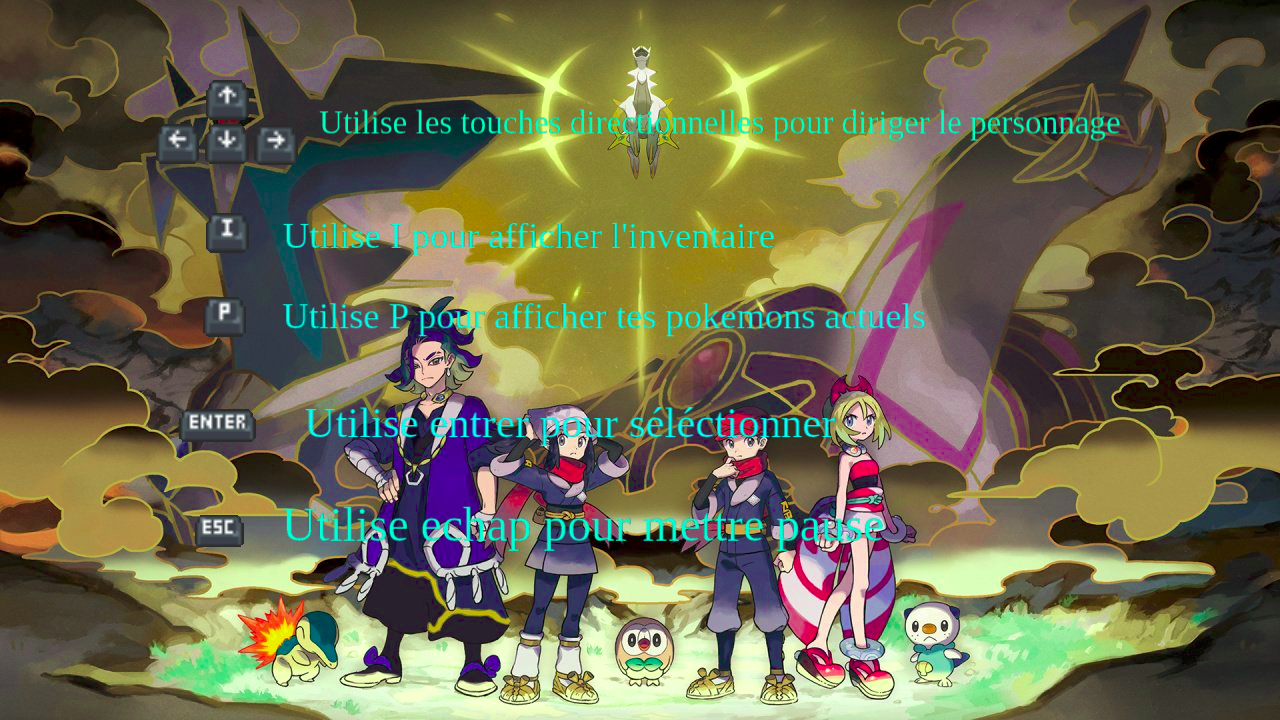 ↑
← ↓ → Utilise les touches directionnelles pour diriger le personnage
I Utilise I pour afficher l'inventaire
P Utilise P pour afficher tes pokemons actuels
ENTER Utilise entrer pour séléctionner
ESC Utilise echap pour mettre pause